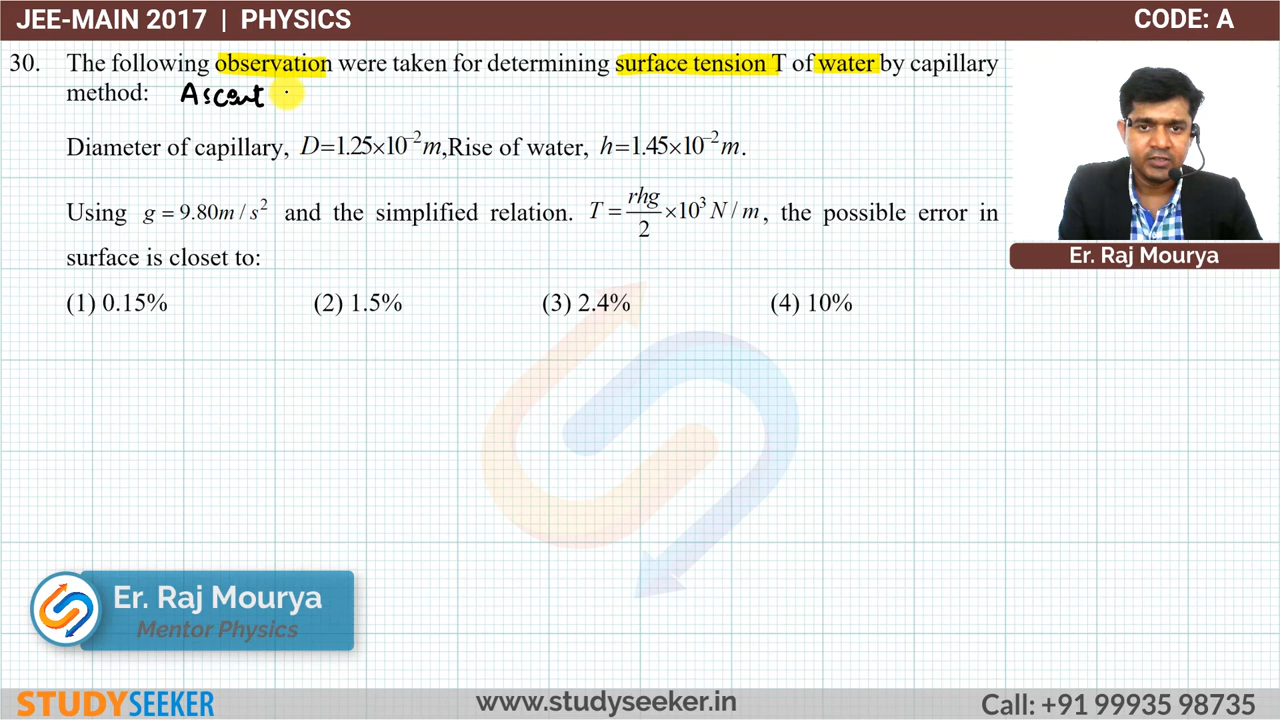 JEE-MAIN 2017 | PHYSICS
CODE: A
30. The following observation were taken for determining surface tension T of water by capillary
method: Ascent
Diameter of capillary, D=1.25×10⁻²m,Rise of water, h=1.45×10⁻²m.
Using g = 9.80m / s² and the simplified relation. T = rhg/2 ×10³ N / m, the possible error in
surface is closet to:
(1) 0.15% (2) 1.5% (3) 2.4% (4) 10%
Er. Raj Mourya
Er. Raj Mourya
Mentor Physics
STUDYSEEKER
www.studyseeker.in
Call: +91 99935 98735